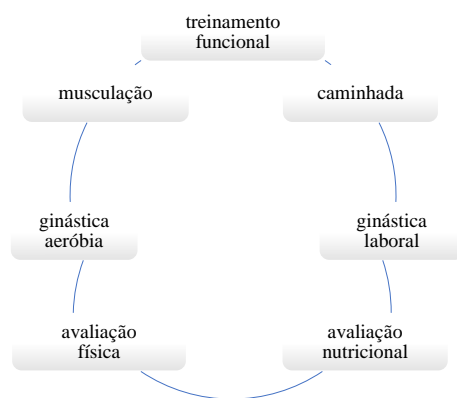 treinamento
funcional
musculação
caminhada
ginástica
aeróbia
ginástica
laboral
avaliação
física
avaliação
nutricional